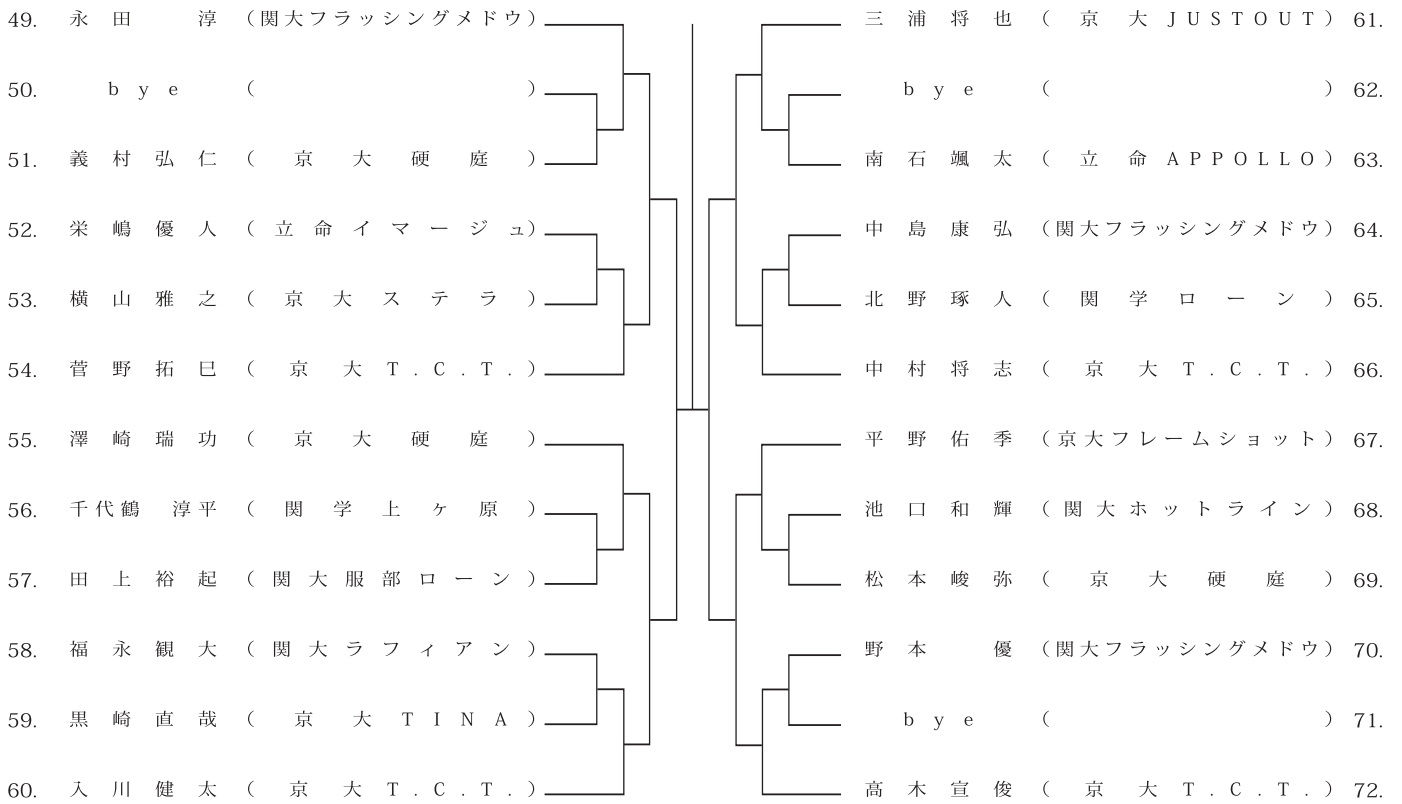 49. 永田 淳 (関大フラッシングメドウ)
50. bye ( )
51. 義村弘仁 (京大硬庭)
52. 栄嶋優人 (立命イマージュ)
53. 横山雅之 (京大ステラ)
54. 菅野拓巳 (京大T.C.T.)
55. 澤崎瑞功 (京大硬庭)
56. 千代鶴 淳平 (関学上ヶ原)
57. 田上裕起 (関大服部ローン)
58. 福永観大 (関大ラフィアン)
59. 黒崎直哉 (京大TINA)
60. 入川健太 (京大T.C.T.)
三浦将也 (京大JUSTOUT) 61.
bye ( ) 62.
南石颯太 (立命APPOLLO) 63.
中島康弘 (関大フラッシングメドウ) 64.
北野琢人 (関学ローン) 65.
中村将志 (京大T.C.T.) 66.
平野佑季 (京大フレームショット) 67.
池口和輝 (関大ホットライン) 68.
松本峻弥 (京大硬庭) 69.
野本 優 (関大フラッシングメドウ) 70.
bye ( ) 71.
高木宣俊 (京大T.C.T.) 72.